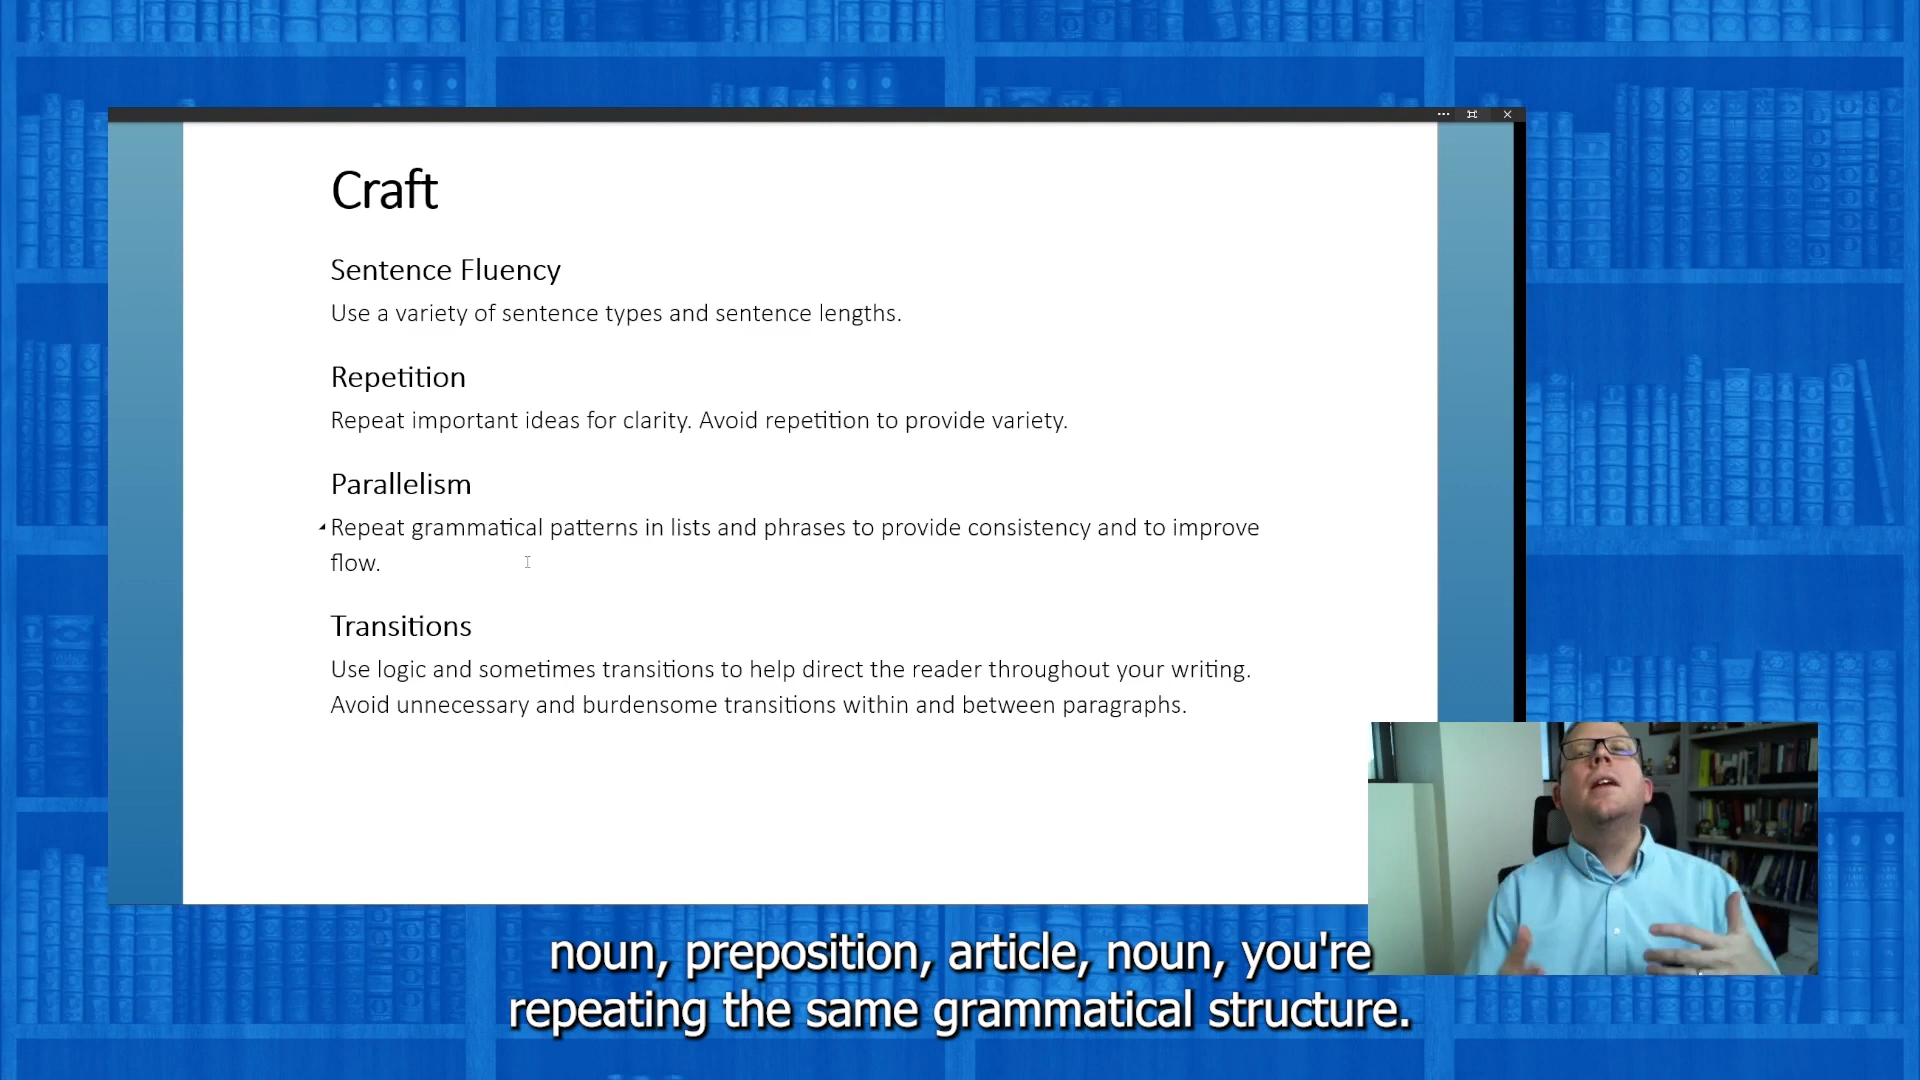 Craft
Sentence Fluency
Use a variety of sentence types and sentence lengths.
Repetition
Repeat important ideas for clarity. Avoid repetition to provide variety.
Parallelism
Repeat grammatical patterns in lists and phrases to provide consistency and to improve
flow.
Transitions
Use logic and sometimes transitions to help direct the reader throughout your writing.
Avoid unnecessary and burdensome transitions within and between paragraphs.
noun, preposition, article, noun, you're
repeating the same grammatical structure.